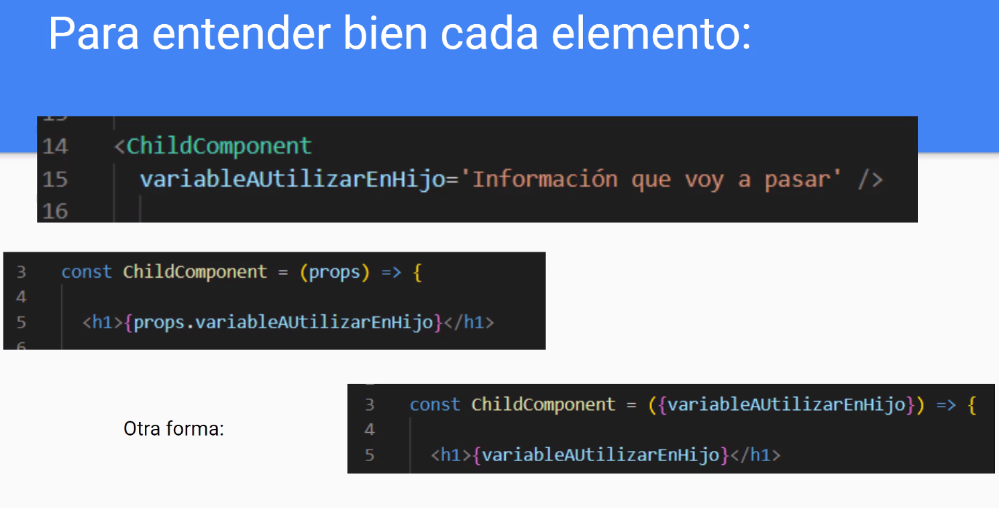 Para entender bien cada elemento:
14 <ChildComponent
15 variableAUtilizarEnHijo='Información que voy a pasar' />
16
3 const ChildComponent = (props) => {
4
5 <h1>{props.variableAUtilizarEnHijo}</h1>
6
Otra forma:
3 const ChildComponent = ({variableAUtilizarEnHijo}) => {
4
5 <h1>{variableAUtilizarEnHijo}</h1>